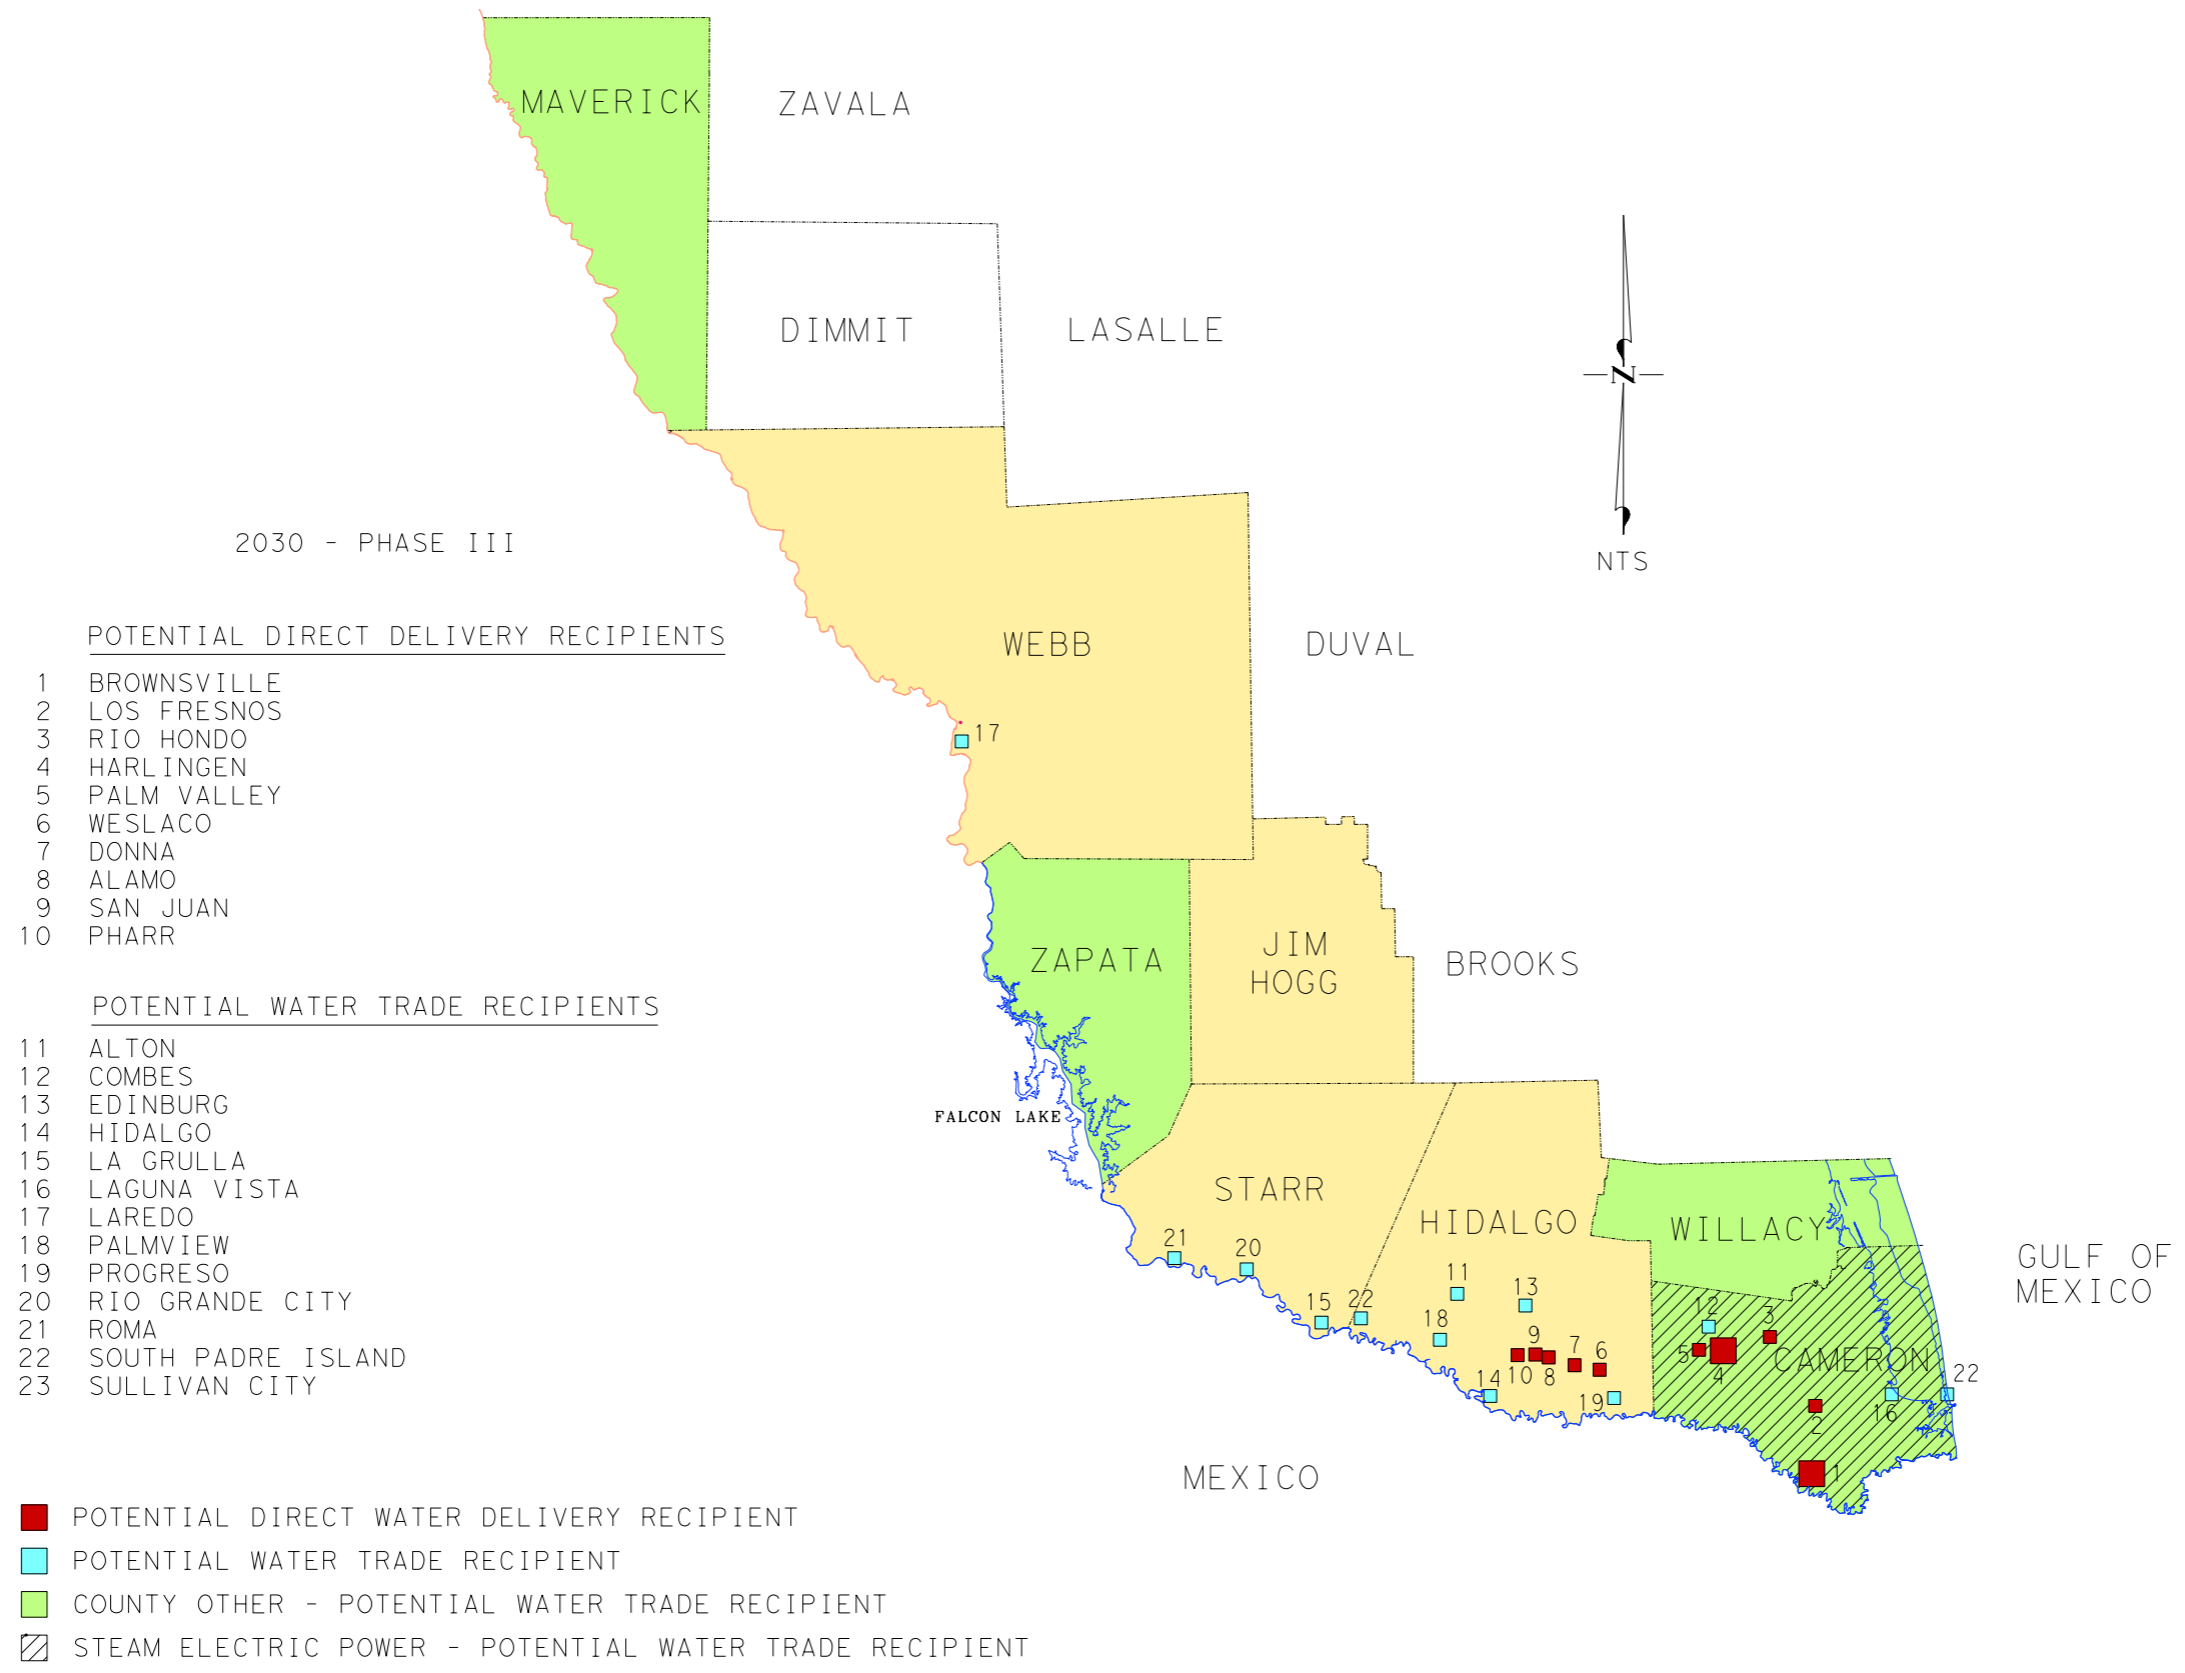 MAVERICK
ZAVALA
DIMMIT
LASALLE
N
NTS
2030 - PHASE III
WEBB
DUVAL
17
POTENTIAL DIRECT DELIVERY RECIPIENTS
1 BROWNSVILLE
2 LOS FRESNOS
3 RIO HONDO
4 HARLINGEN
5 PALM VALLEY
6 WESLACO
7 DONNA
8 ALAMO
9 SAN JUAN
10 PHARR
POTENTIAL WATER TRADE RECIPIENTS
11 ALTON
12 COMBES
13 EDINBURG
14 HIDALGO
15 LA GRULLA
16 LAGUNA VISTA
17 LAREDO
18 PALMVIEW
19 PROGRESO
20 RIO GRANDE CITY
21 ROMA
22 SOUTH PADRE ISLAND
23 SULLIVAN CITY
ZAPATA
JIM
HOGG
BROOKS
FALCON LAKE
STARR
HIDALGO
WILLACY
GULF OF
MEXICO
21
20
15
22
11
13
18
9
7
6
10
8
14
19
12
3
5
4
CAMERON
2
16
22
1
MEXICO
POTENTIAL DIRECT WATER DELIVERY RECIPIENT
POTENTIAL WATER TRADE RECIPIENT
COUNTY OTHER - POTENTIAL WATER TRADE RECIPIENT
STEAM ELECTRIC POWER - POTENTIAL WATER TRADE RECIPIENT